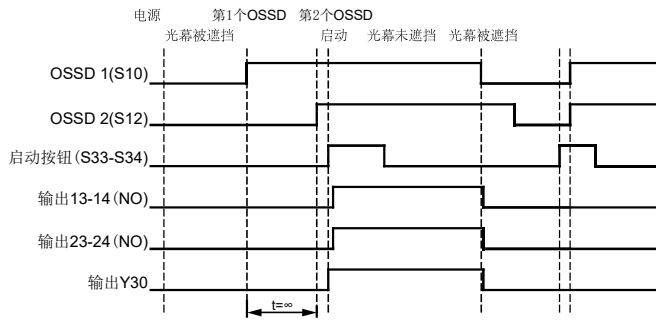 电源 第1个OSSD 第2个OSSD
光幕被遮挡 启动 光幕未遮挡 光幕被遮挡
OSSD 1(S10)
OSSD 2(S12)
启动按钮(S33-S34)
输出13-14(NO)
输出23-24(NO)
输出Y30
t=∞